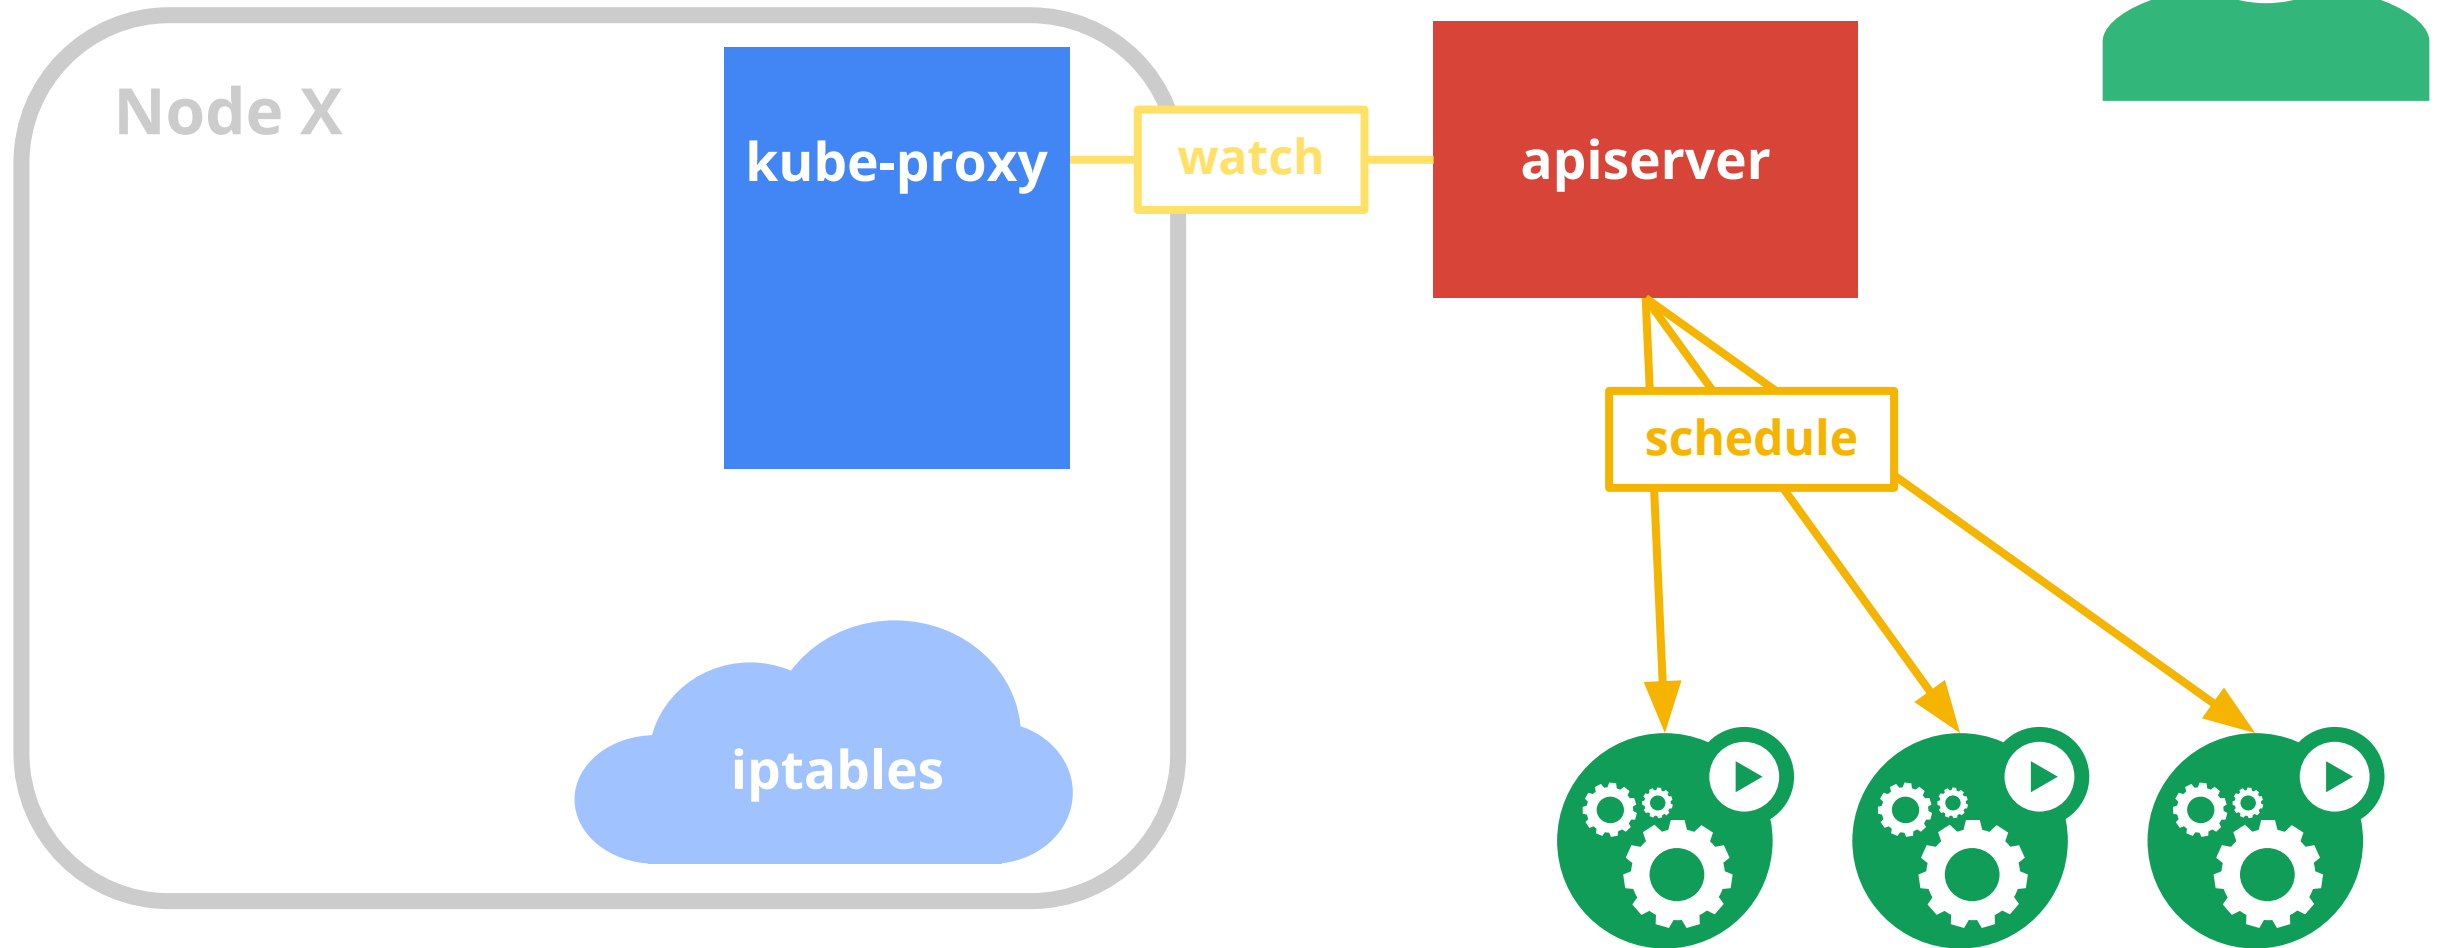 Node X
kube-proxy
watch
apiserver
schedule
iptables